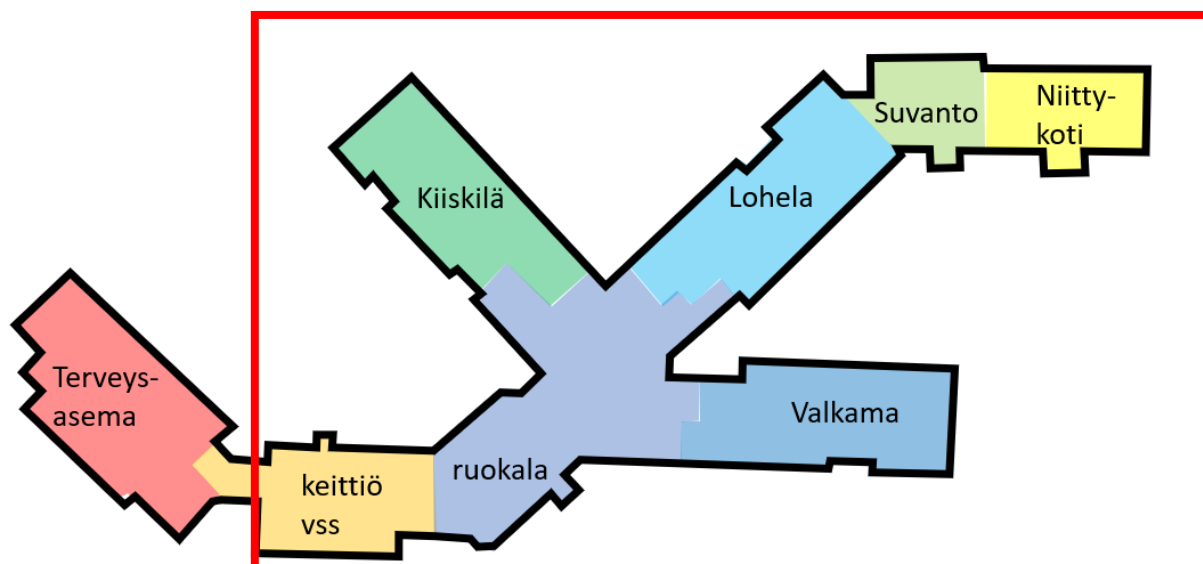 Suvanto
Niitty-
koti
Kiiskilä
Lohela
Terveys-
asema
Valkama
keittiö
vss
ruokala